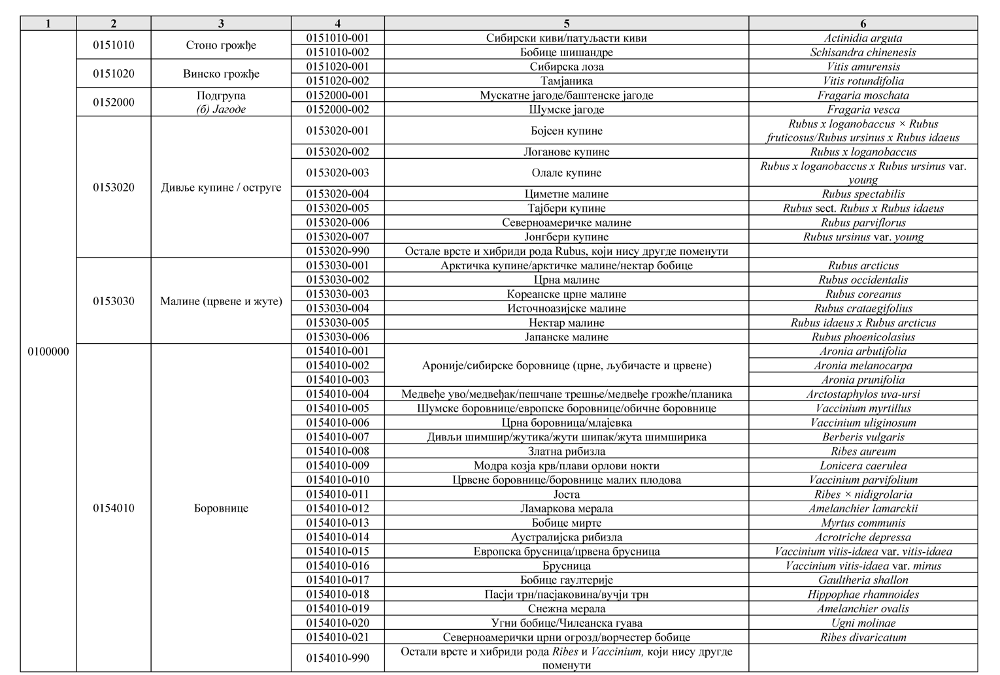 1 2 3 4 5 6
0100000
0151010 Стоно грожђе 0151010-001 Сибирски киви/патуљасти киви Actinidia arguta
0151010-002 Бобице шишандре Schisandra chinenesis
0151020 Винско грожђе 0151020-001 Сибирска лоза Vitis amurensis
0151020-002 Тамјаника Vitis rotundifolia
0152000 Подгрупа 0152000-001 Мускатне јагоде/баштенске јагоде Fragaria moschata
(б) Јагоде 0152000-002 Шумске јагоде Fragaria vesca
0153020 Дивље купине / оструге
0153020-001 Бојсен купине Rubus x loganobaccus × Rubus
fruticosus/Rubus ursinus x Rubus idaeus
0153020-002 Логанове купине Rubus x loganobaccus
0153020-003 Олале купине Rubus x loganobaccus x Rubus ursinus var.
young
0153020-004 Циметне малине Rubus spectabilis
0153020-005 Тајбери купине Rubus sect. Rubus x Rubus idaeus
0153020-006 Северноамеричке малине Rubus parviflorus
0153020-007 Јонгбери купине Rubus ursinus var. young
0153020-990 Остале врсте и хибриди рода Rubus, који нису другде поменути
0153030 Малине (црвене и жуте)
0153030-001 Арктичка купине/арктичке малине/нектар бобице Rubus arcticus
0153030-002 Црна малине Rubus occidentalis
0153030-003 Кореанске црне малине Rubus coreanus
0153030-004 Источноазијске малине Rubus crataegifolius
0153030-005 Нектар малине Rubus idaeus x Rubus arcticus
0153030-006 Јапанске малине Rubus phoenicolasius
0154010 Боровнице
0154010-001 Aronia arbutifolia
0154010-002 Ароније/сибирске боровнице (црне, љубичасте и црвене) Aronia melanocarpa
0154010-003 Aronia prunifolia
0154010-004 Медвеђе уво/медвеђак/пешчане трешње/медвеђе грожђе/планика Arctostaphylos uva-ursi
0154010-005 Шумске боровнице/европске боровнице/обичне боровнице Vaccinium myrtillus
0154010-006 Црна боровница/млајевка Vaccinium uliginosum
0154010-007 Дивљи шимшир/жутика/жути шипак/жута шимширика Berberis vulgaris
0154010-008 Златна рибизла Ribes aureum
0154010-009 Модра козја крв/плави орлови нокти Lonicera caerulea
0154010-010 Црвене боровнице/боровнице малих плодова Vaccinium parvifolium
0154010-011 Јоста Ribes × nidigrolaria
0154010-012 Ламаркова мерала Amelanchier lamarckii
0154010-013 Бобице мирте Myrtus communis
0154010-014 Аустралијска рибизла Acrotriche depressa
0154010-015 Европска брусница/црвена брусница Vaccinium vitis-idaea var. vitis-idaea
0154010-016 Брусница Vaccinium vitis-idaea var. minus
0154010-017 Бобице гаултерије Gaultheria shallon
0154010-018 Пасји трн/пасјаковина/вучји трн Hippophae rhamnoides
0154010-019 Снежна мерала Amelanchier ovalis
0154010-020 Угни бобице/Чилеанска гуава Ugni molinae
0154010-021 Северноамерички црни огрозд/ворчестер бобице Ribes divaricatum
0154010-990 Остали врсте и хибриди рода Ribes и Vaccinium, који нису другде
поменути